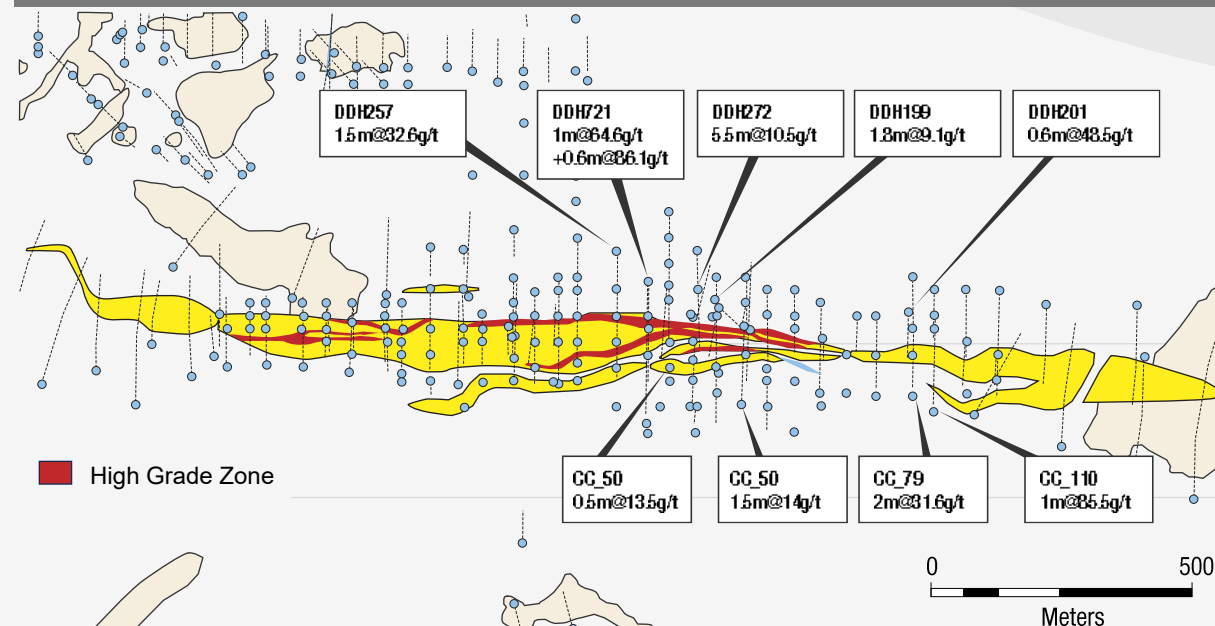 DDH257
1.5m@32.6g/t
DDH721
1m@64.6g/t
+0.6m@86.1g/t
DDH272
5.5m@10.5g/t
DDH199
1.8m@9.1g/t
DDH201
0.6m@48.5g/t
High Grade Zone
CC_50
0.5m@13.5g/t
CC_50
1.5m@14g/t
CC_79
2m@31.6g/t
CC_110
1m@85.5g/t
0 500
Meters